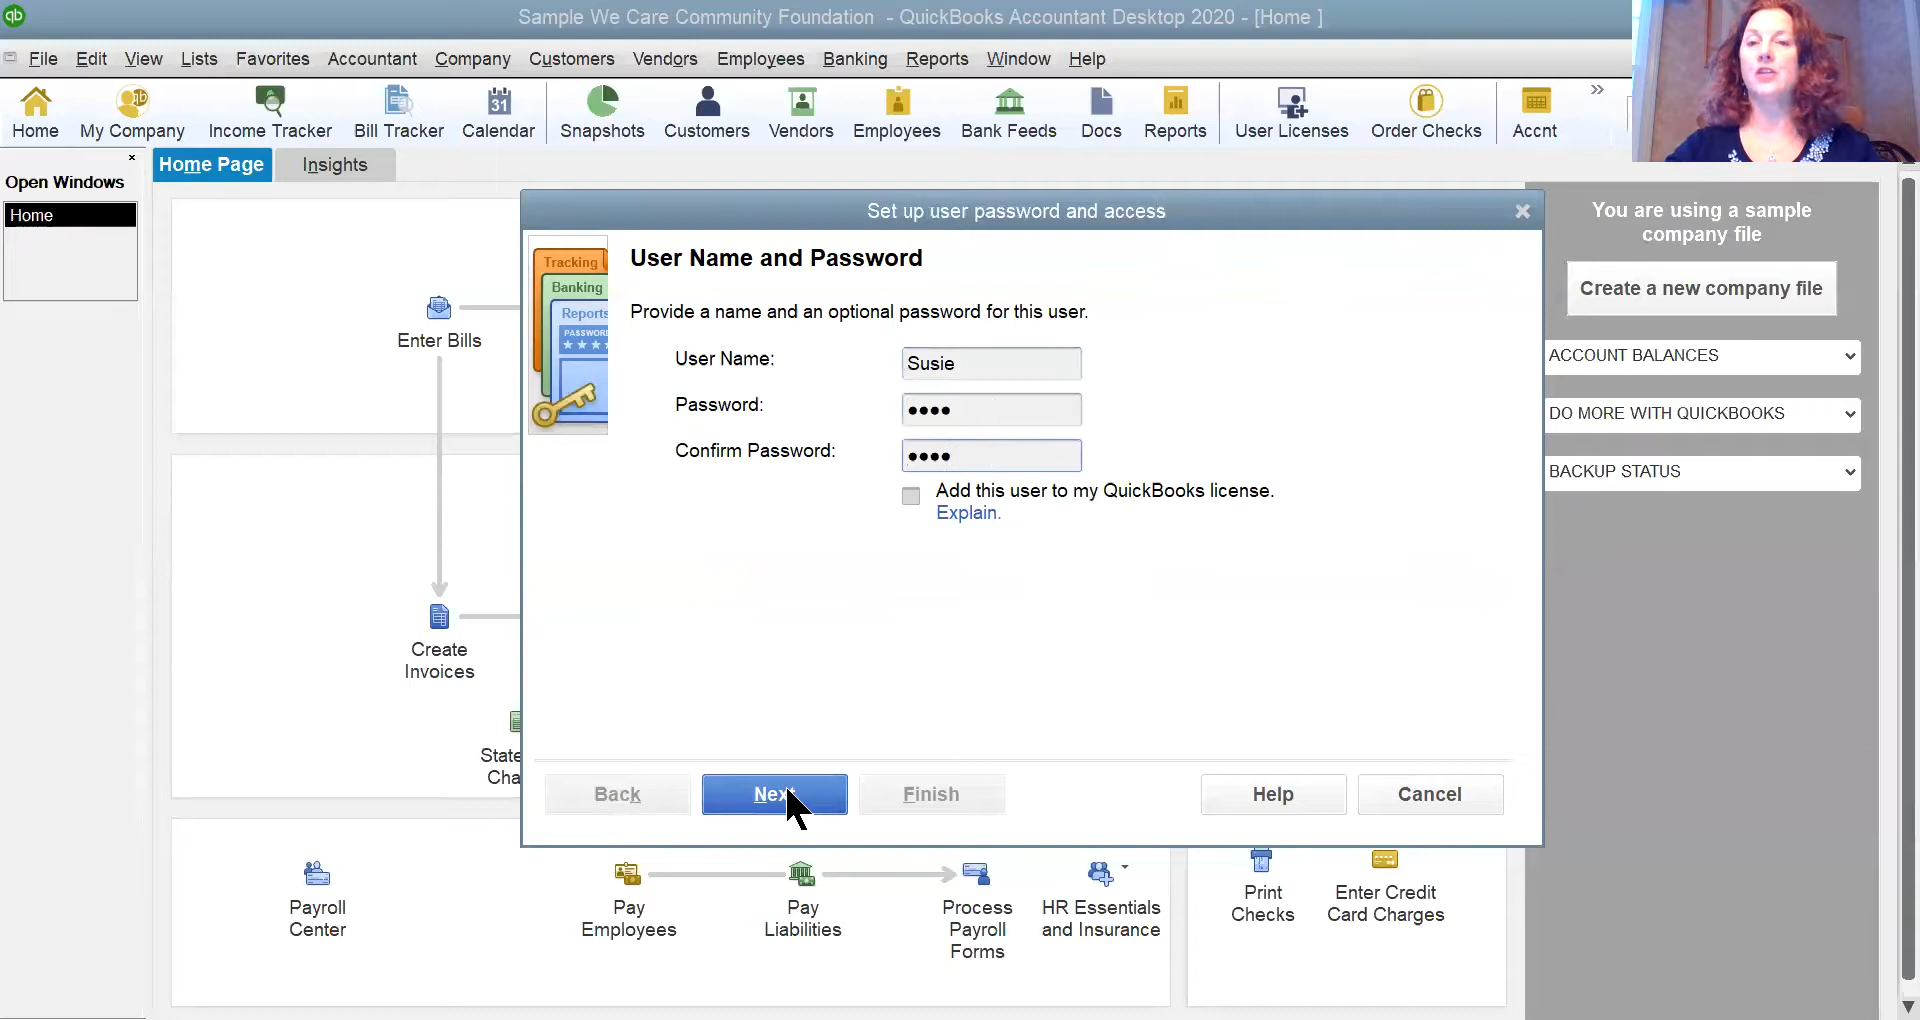 qb
Sample We Care Community Foundation - QuickBooks Accountant Desktop 2020 - [Home ]
File Edit View Lists Favorites Accountant Company Customers Vendors Employees Banking Reports Window Help
31
Home My Company Income Tracker Bill Tracker Calendar Snapshots Customers Vendors Employees Bank Feeds Docs Reports User Licenses Order Checks Accnt
Home Page Insights
Open Windows
Home
Enter Bills
Create
Invoices
State
Cha
Set up user password and access
Tracking
Banking
Reports
PASSWORD
User Name and Password
Provide a name and an optional password for this user.
User Name: Susie
Password: ●●●●
Confirm Password: ●●●●
Add this user to my QuickBooks license.
Explain.
Back Next Finish Help Cancel
You are using a sample
company file
Create a new company file
ACCOUNT BALANCES
DO MORE WITH QUICKBOOKS
BACKUP STATUS
Payroll
Center
Pay
Employees
Pay
Liabilities
Process
Payroll
Forms
HR Essentials
and Insurance
Print
Checks
Enter Credit
Card Charges